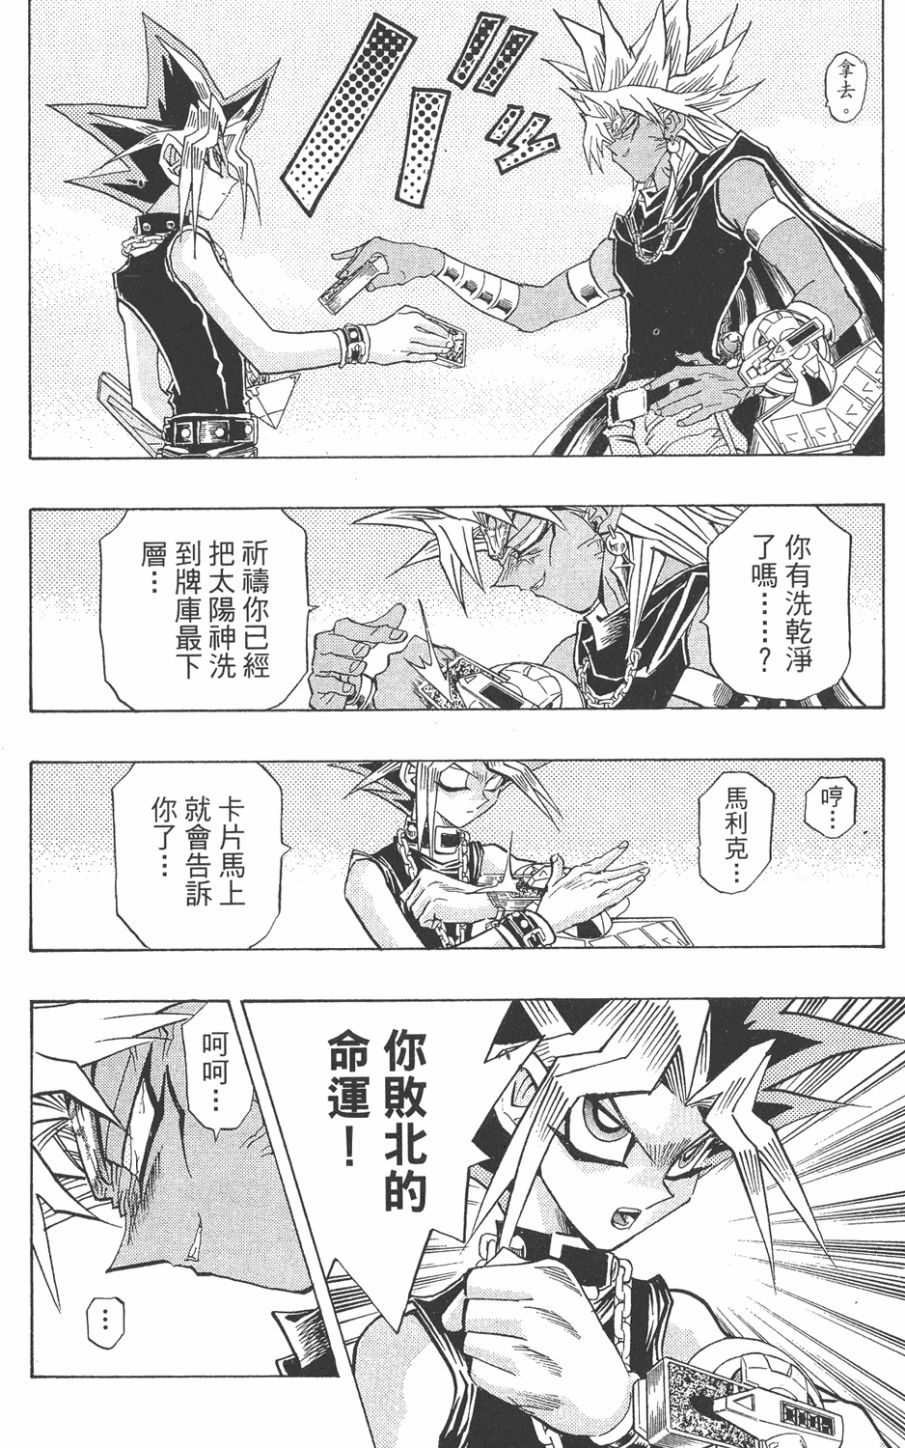 拿去。
你有洗乾淨
了嗎……?
祈禱你已經
把太陽神洗
到牌庫最下
層…
哼…
馬利克…
卡片馬上
就會告訴
你了…
你敗北的
命運！
呵呵…
…